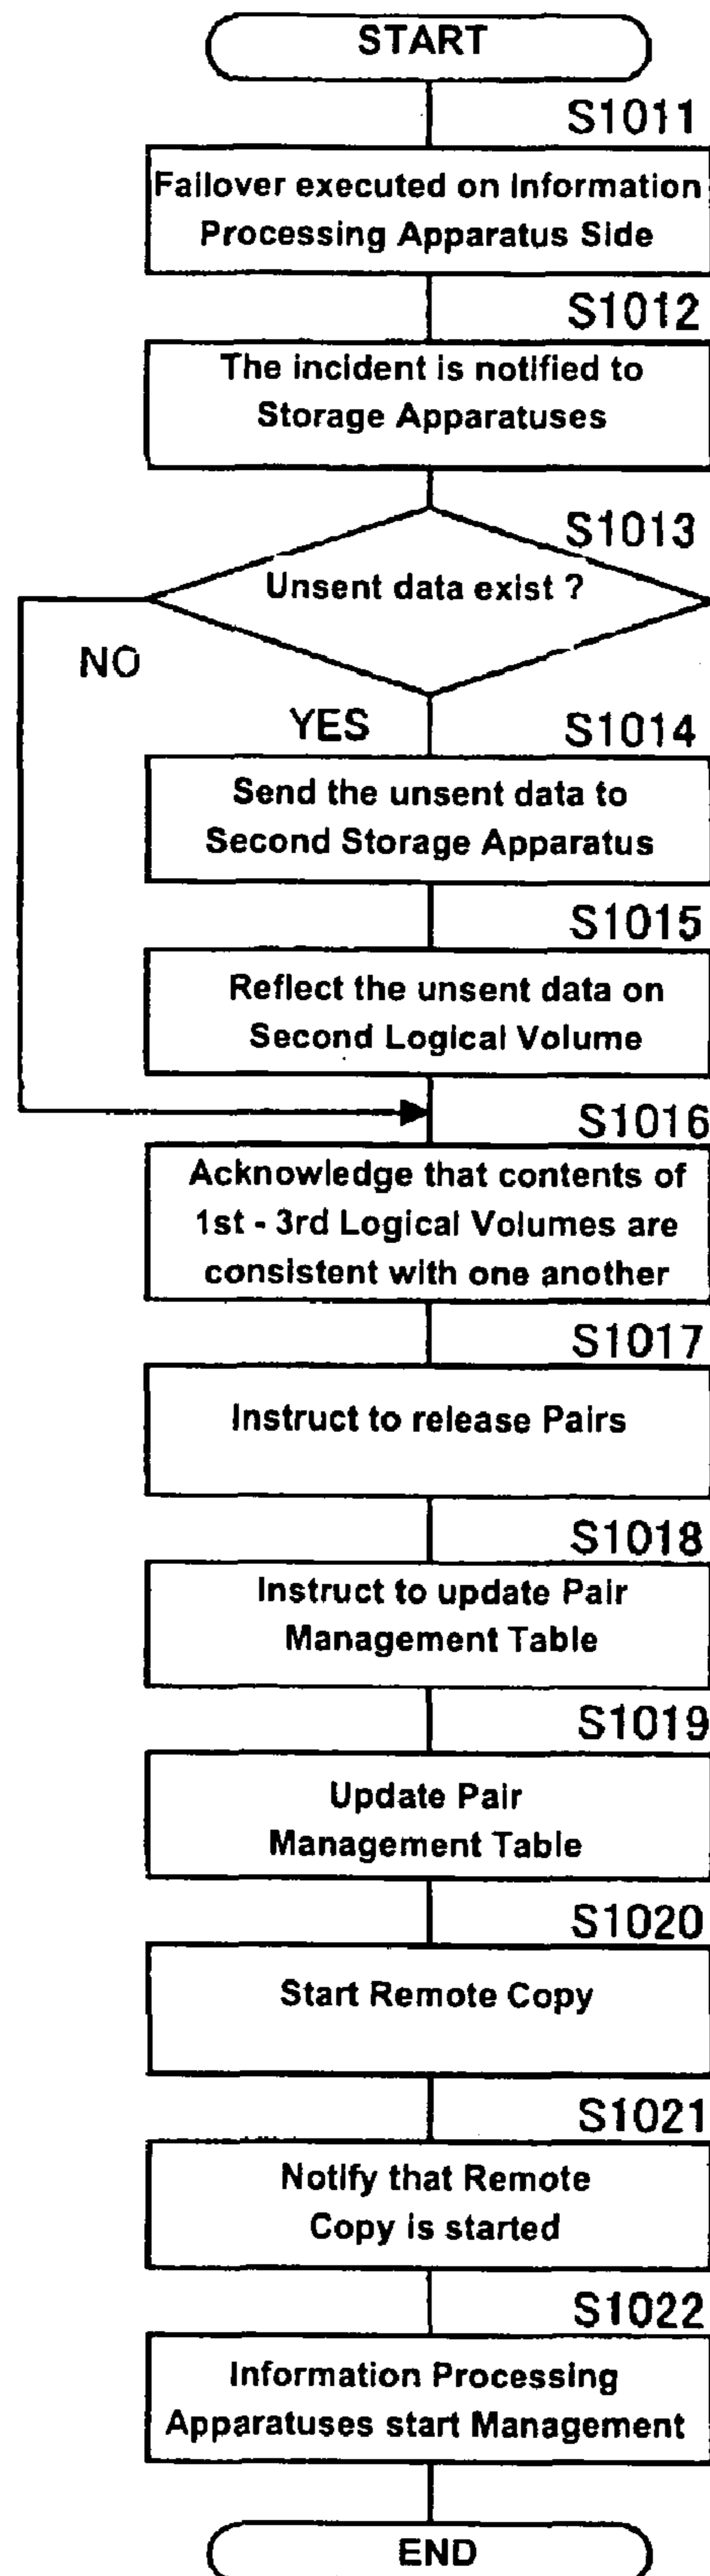 START
S1011
Failover executed on Information
Processing Apparatus Side
S1012
The incident is notified to
Storage Apparatuses
S1013
Unsent data exist ?
NO
YES
S1014
Send the unsent data to
Second Storage Apparatus
S1015
Reflect the unsent data on
Second Logical Volume
S1016
Acknowledge that contents of
1st - 3rd Logical Volumes are
consistent with one another
S1017
Instruct to release Pairs
S1018
Instruct to update Pair
Management Table
S1019
Update Pair
Management Table
S1020
Start Remote Copy
S1021
Notify that Remote
Copy is started
S1022
Information Processing
Apparatuses start Management
END